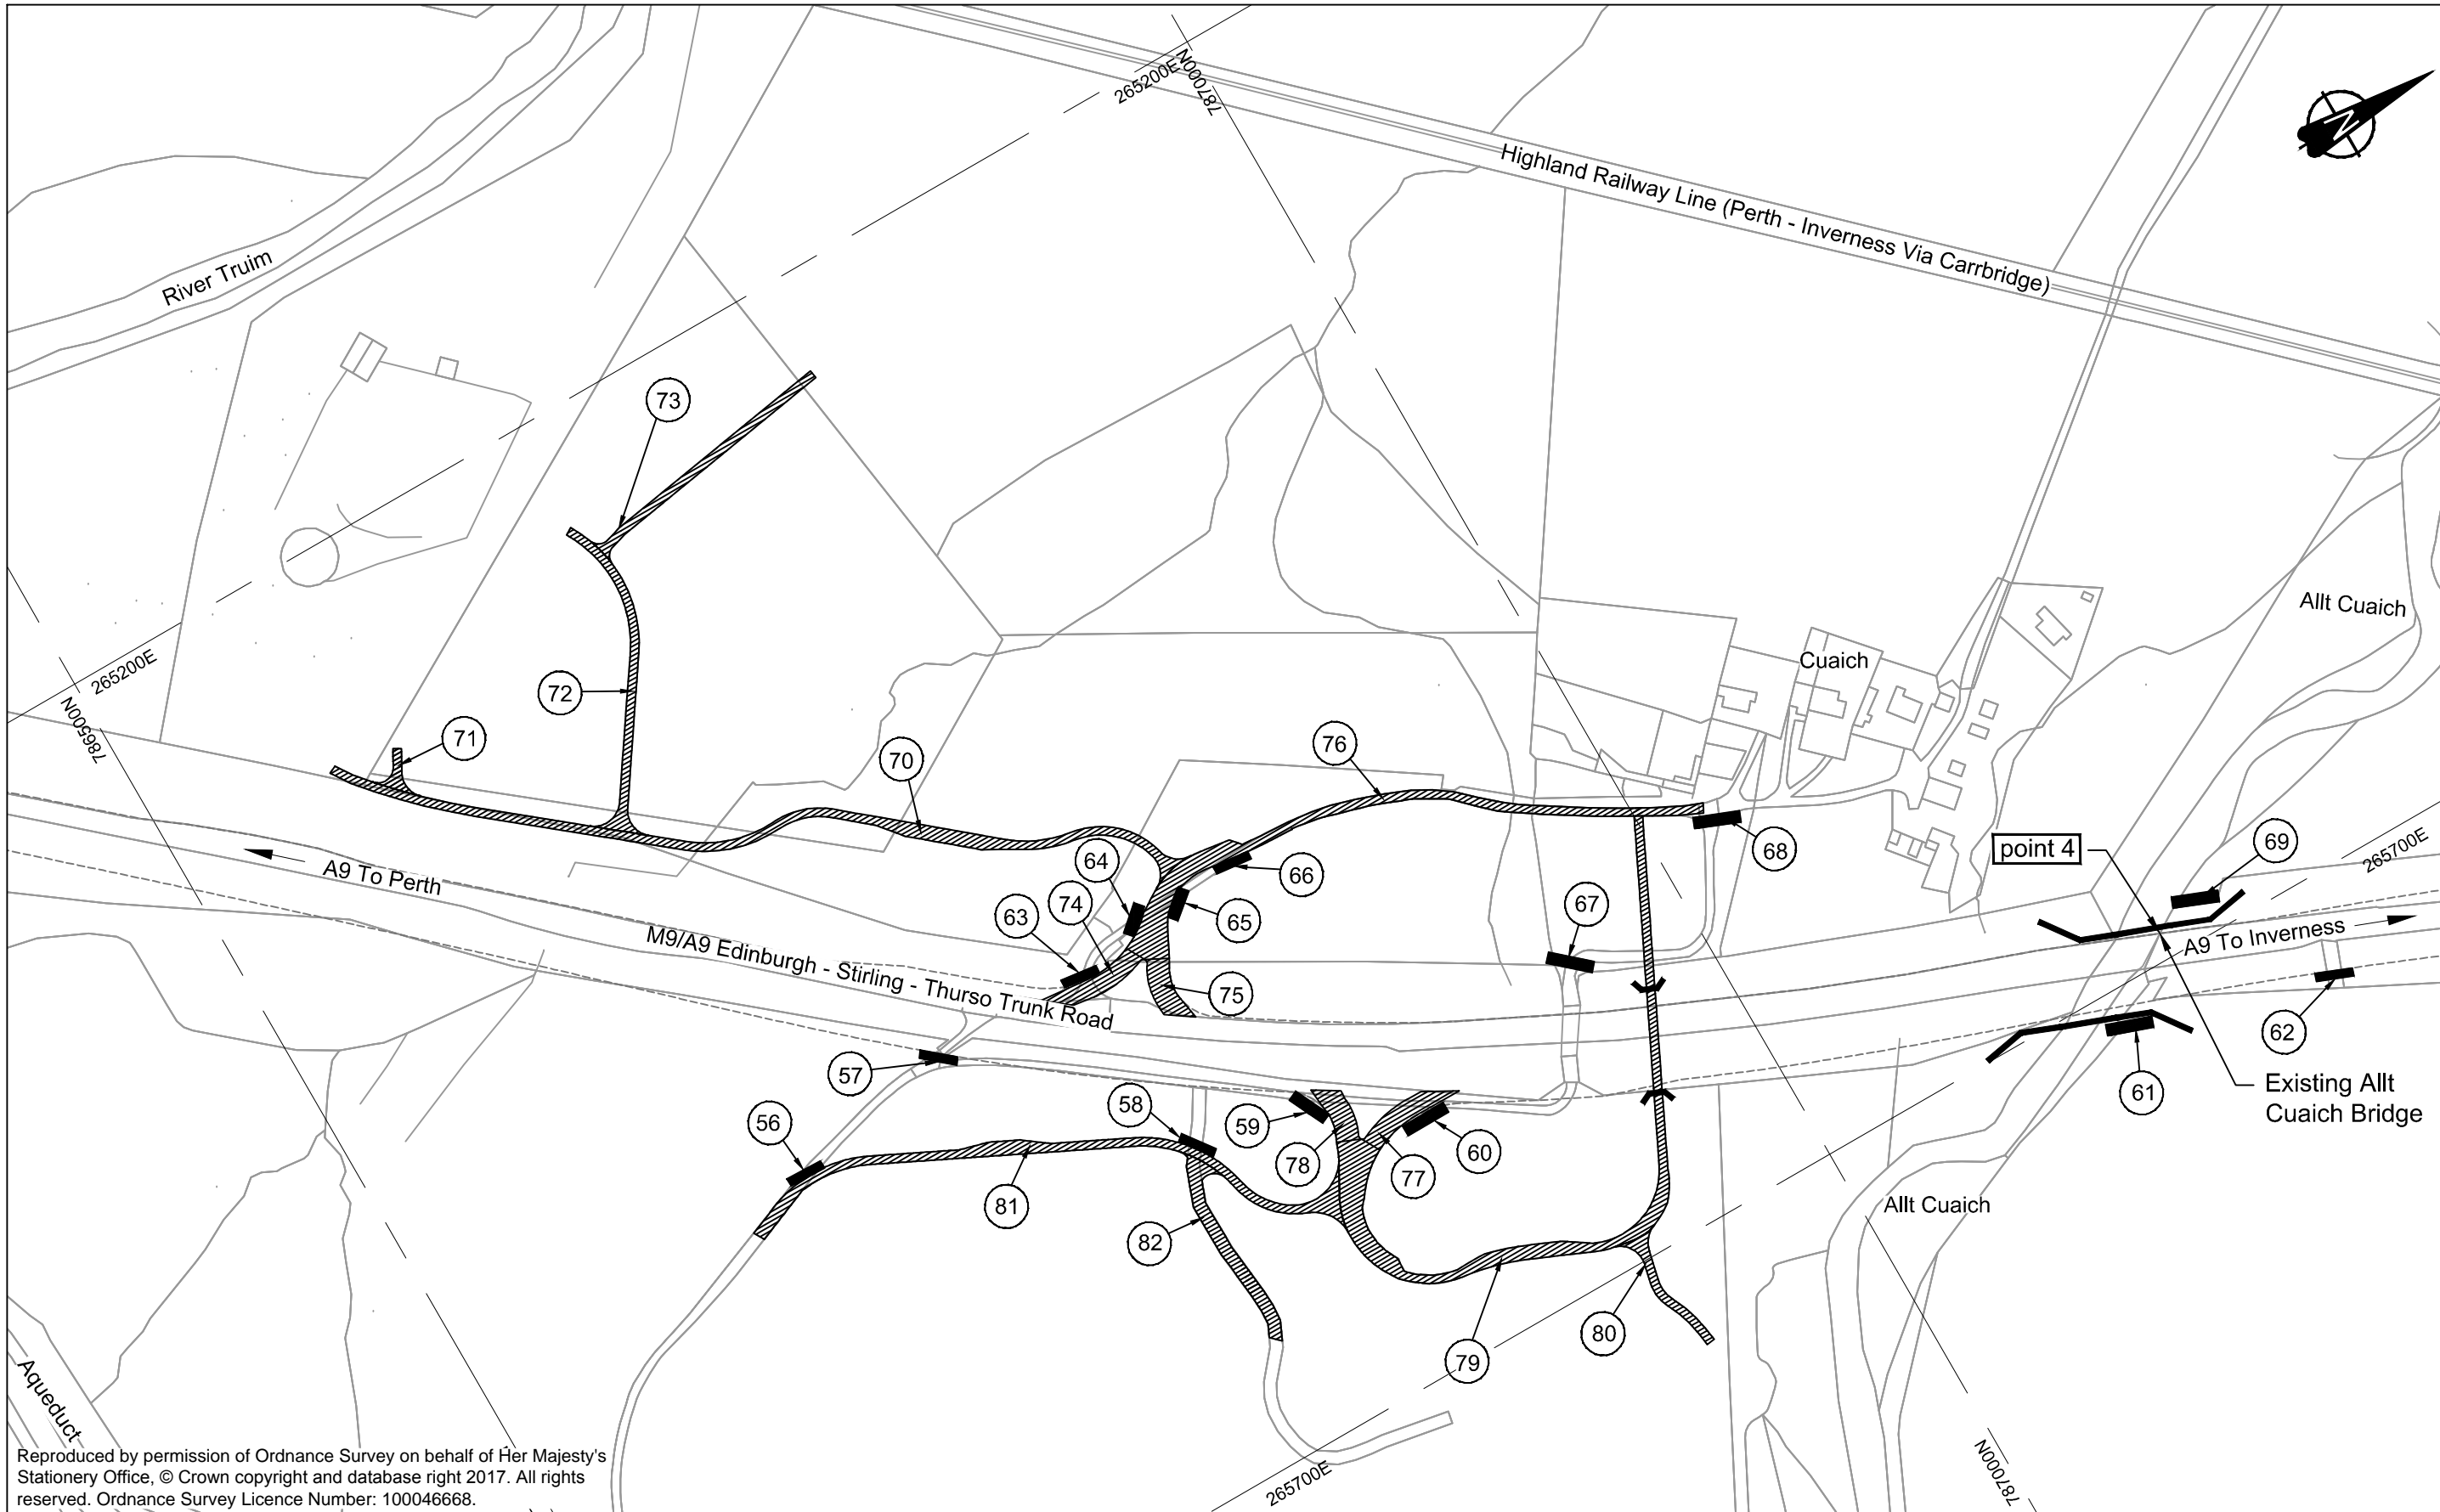 265200E
787000N
Highland Railway Line (Perth - Inverness Via Carrbridge)
N
River Truim
73
Allt Cuaich
Cuaich
265200E
786500N
72
71
70
76
64
66
68
point 4
69
265700E
A9 To Perth
63
74
65
67
M9/A9 Edinburgh - Stirling - Thurso Trunk Road
75
A9 To Inverness
62
57
58
59
61
Existing Allt
Cuaich Bridge
56
78
77
60
81
82
Allt Cuaich
79
80
Aqueduct
265700E
787000N
Reproduced by permission of Ordnance Survey on behalf of Her Majesty's
Stationery Office, © Crown copyright and database right 2017. All rights
reserved. Ordnance Survey Licence Number: 100046668.